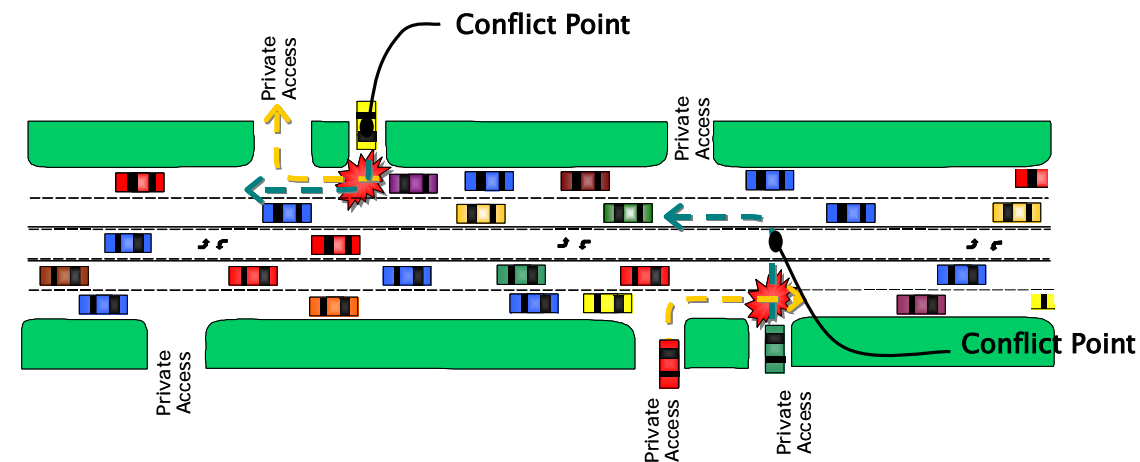 Conflict Point
Private
Access
Private
Access
Conflict Point
Private
Access
Private
Access
Private
Access